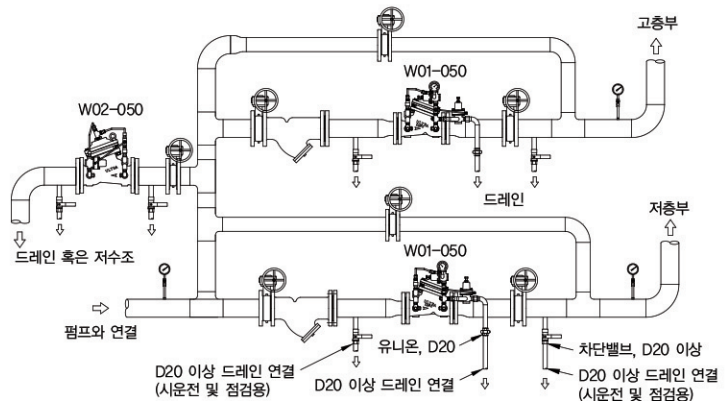 고층부
W01-050
W02-050
드레인
저층부
W01-050
드레인 혹은 저수조
펌프와 연결
유니온, D20
차단밸브, D20 이상
D20 이상 드레인 연결
(시운전 및 점검용)
D20 이상 드레인 연결
D20 이상 드레인 연결
(시운전 및 점검용)